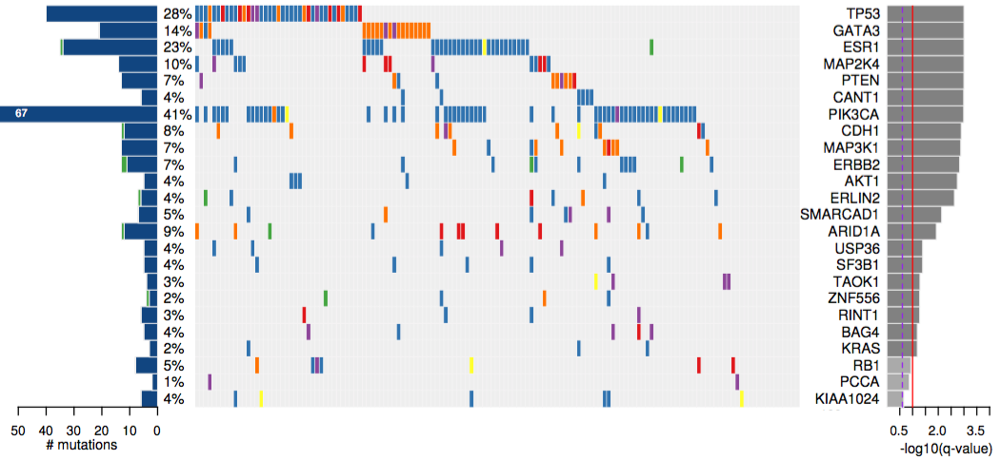 28% TP53
14% GATA3
23% ESR1
10% MAP2K4
7% PTEN
4% CANT1
67 41% PIK3CA
8% CDH1
7% MAP3K1
7% ERBB2
4% AKT1
4% ERLIN2
5% SMARCAD1
9% ARID1A
4% USP36
4% SF3B1
3% TAOK1
2% ZNF556
3% RINT1
4% BAG4
2% KRAS
5% RB1
1% PCCA
4% KIAA1024
50 40 30 20 10 0 0.5 2.0 3.5
# mutations -log10(q-value)